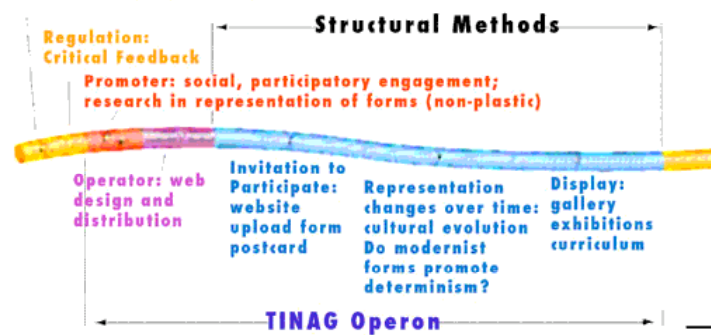 Structural Methods
Regulation:
Critical Feedback
Promoter: social, participatory engagement;
research in representation of forms (non-plastic)
Operator: web
design and
distribution
Invitation to
Participate:
website
upload form
postcard
Representation
changes over time:
cultural evolution
Do modernist
forms promote
determinism?
Display:
gallery
exhibitions
curriculum
TINAG Operon